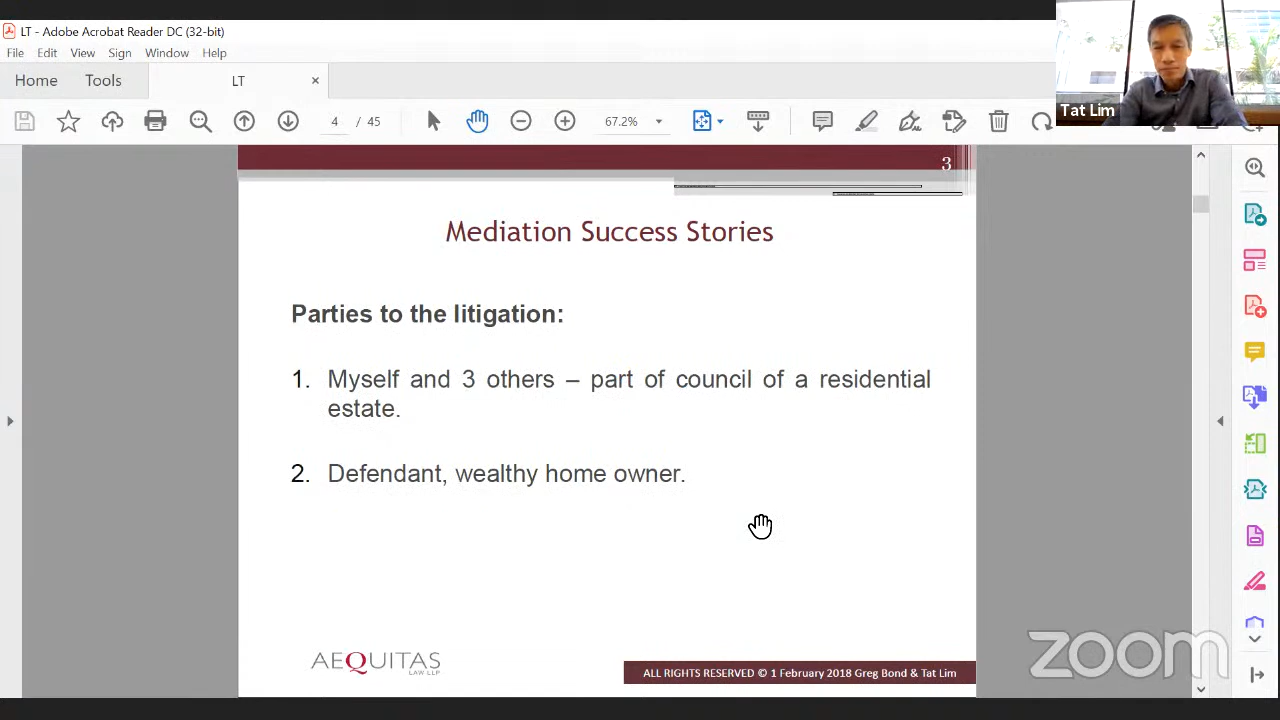 LT - Adobe Acrobat Reader DC (32-bit)
File Edit View Sign Window Help
Home Tools LT ×
4 / 45 67.2%
Tat Lim
3
Mediation Success Stories
Parties to the litigation:
1. Myself and 3 others – part of council of a residential
estate.
2. Defendant, wealthy home owner.
AEQUITAS
LAW LLP
ALL RIGHTS RESERVED © 1 February 2018 Greg Bond & Tat Lim
zoom